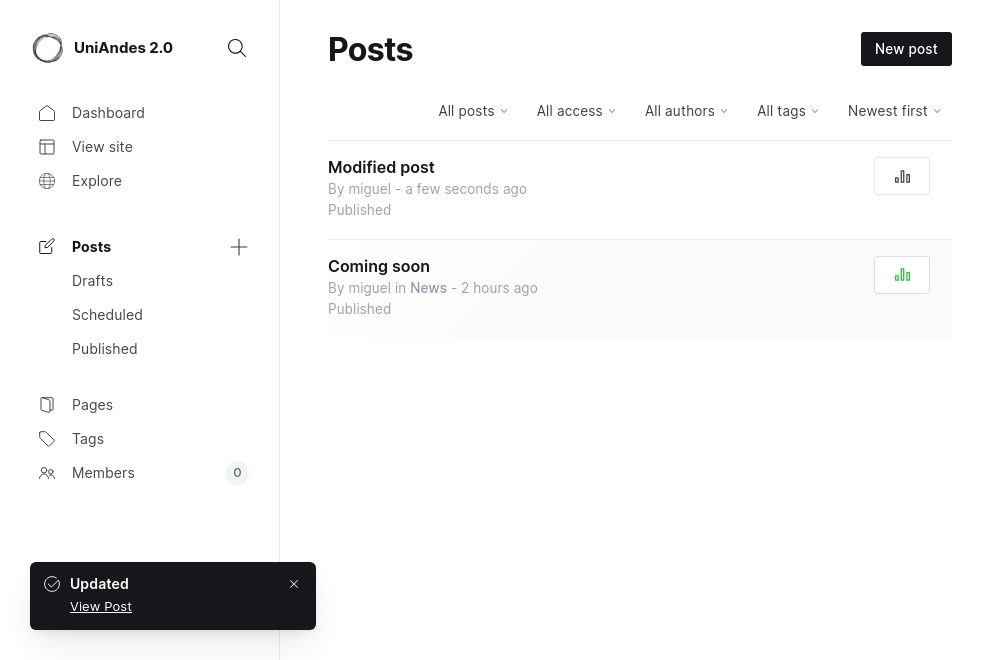 UniAndes 2.0
Dashboard
View site
Explore
Posts
Drafts
Scheduled
Published
Pages
Tags
Members 0
Updated
View Post
Posts
New post
All posts All access All authors All tags Newest first
Modified post
By miguel - a few seconds ago
Published
Coming soon
By miguel in News - 2 hours ago
Published